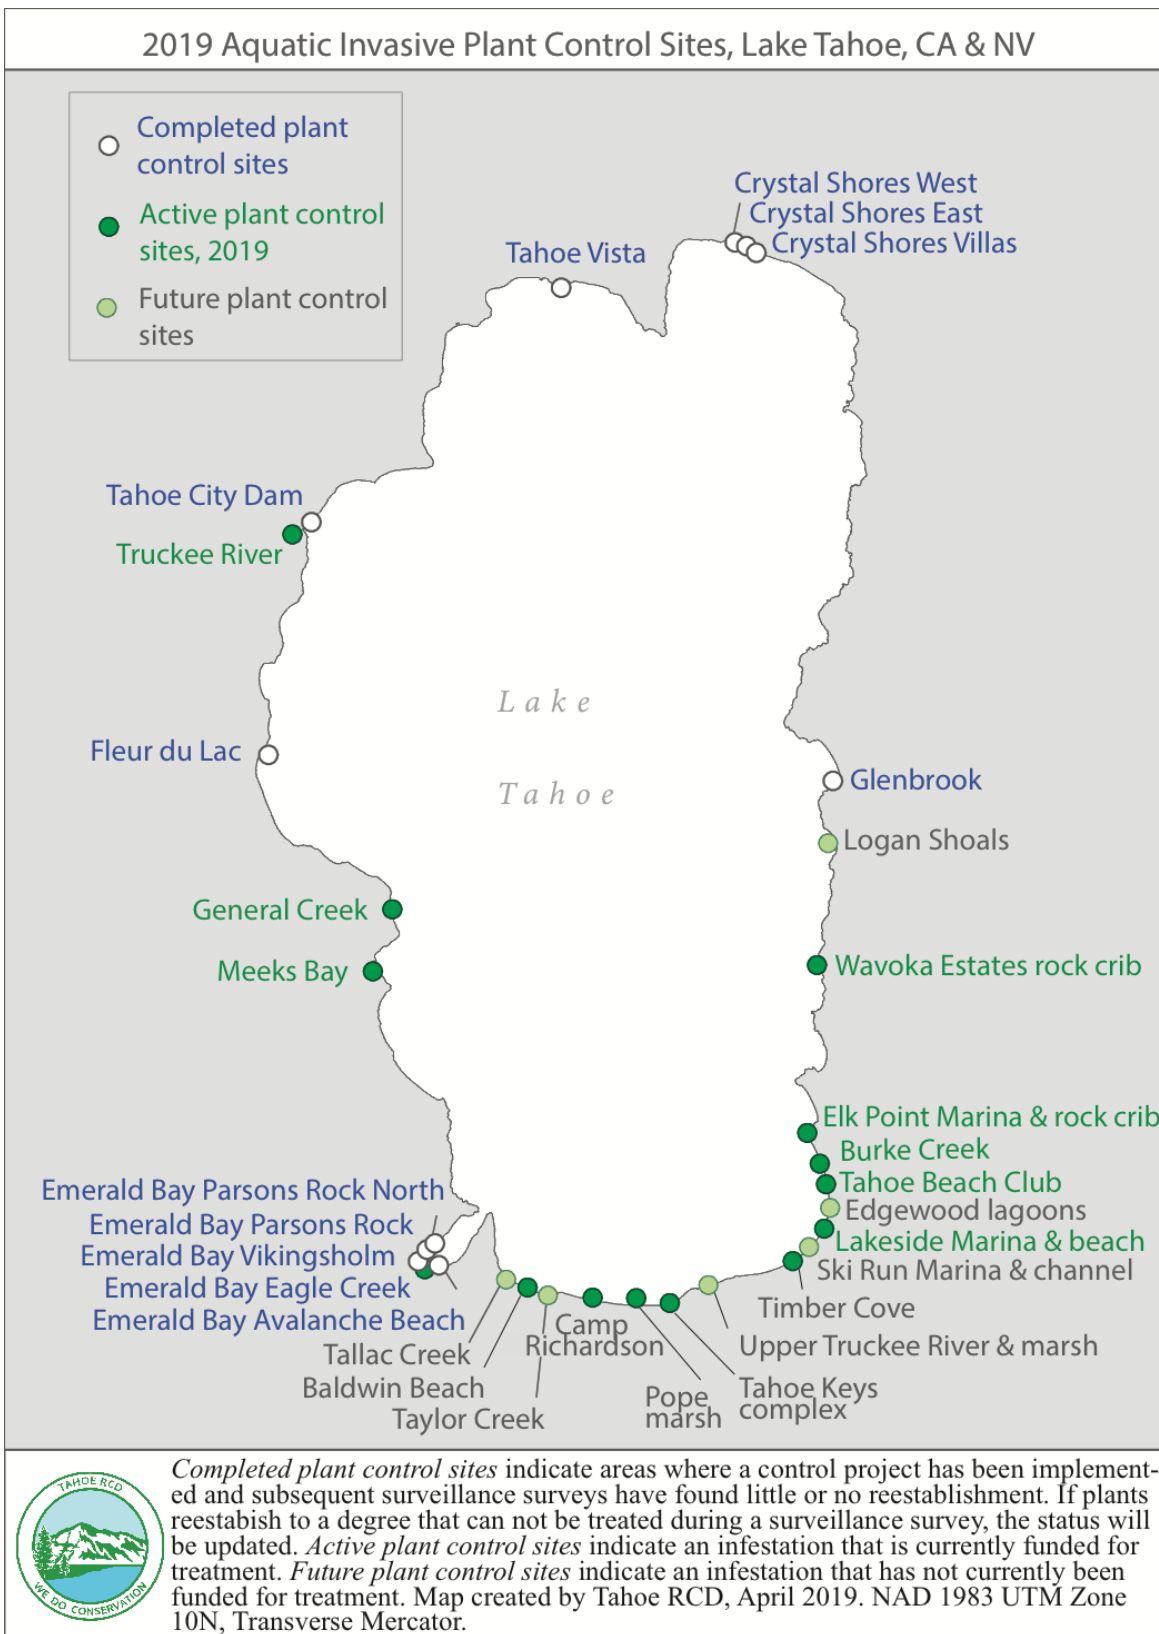 2019 Aquatic Invasive Plant Control Sites, Lake Tahoe, CA & NV
Completed plant
control sites
Active plant control
sites, 2019
Future plant control
sites
Crystal Shores West
Crystal Shores East
Crystal Shores Villas
Tahoe Vista
Tahoe City Dam
Truckee River
Lake
Tahoe
Fleur du Lac
Glenbrook
Logan Shoals
General Creek
Meeks Bay
Wavoka Estates rock crib
Elk Point Marina & rock crib
Burke Creek
Tahoe Beach Club
Edgewood lagoons
Lakeside Marina & beach
Ski Run Marina & channel
Timber Cove
Upper Truckee River & marsh
Emerald Bay Parsons Rock North
Emerald Bay Parsons Rock
Emerald Bay Vikingsholm
Emerald Bay Eagle Creek
Emerald Bay Avalanche Beach
Tallac Creek
Baldwin Beach
Taylor Creek
Camp
Richardson
Pope
marsh
Tahoe Keys
complex
TAHOE RCD
WE DO CONSERVATION
Completed plant control sites indicate areas where a control project has been implement-
ed and subsequent surveillance surveys have found little or no reestablishment. If plants
reestabish to a degree that can not be treated during a surveillance survey, the status will
be updated. Active plant control sites indicate an infestation that is currently funded for
treatment. Future plant control sites indicate an infestation that has not currently been
funded for treatment. Map created by Tahoe RCD, April 2019. NAD 1983 UTM Zone
10N, Transverse Mercator.